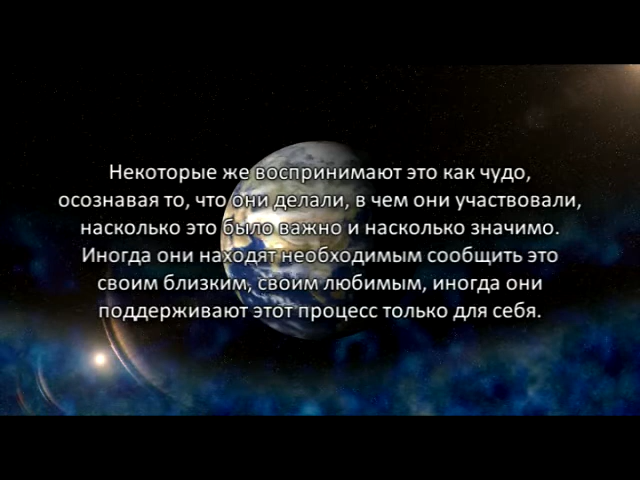 Некоторые же воспринимают это как чудо,
осознавая то, что они делали, в чем они участвовали,
насколько это было важно и насколько значимо.
Иногда они находят необходимым сообщить это
своим близким, своим любимым, иногда они
поддерживают этот процесс только для себя.